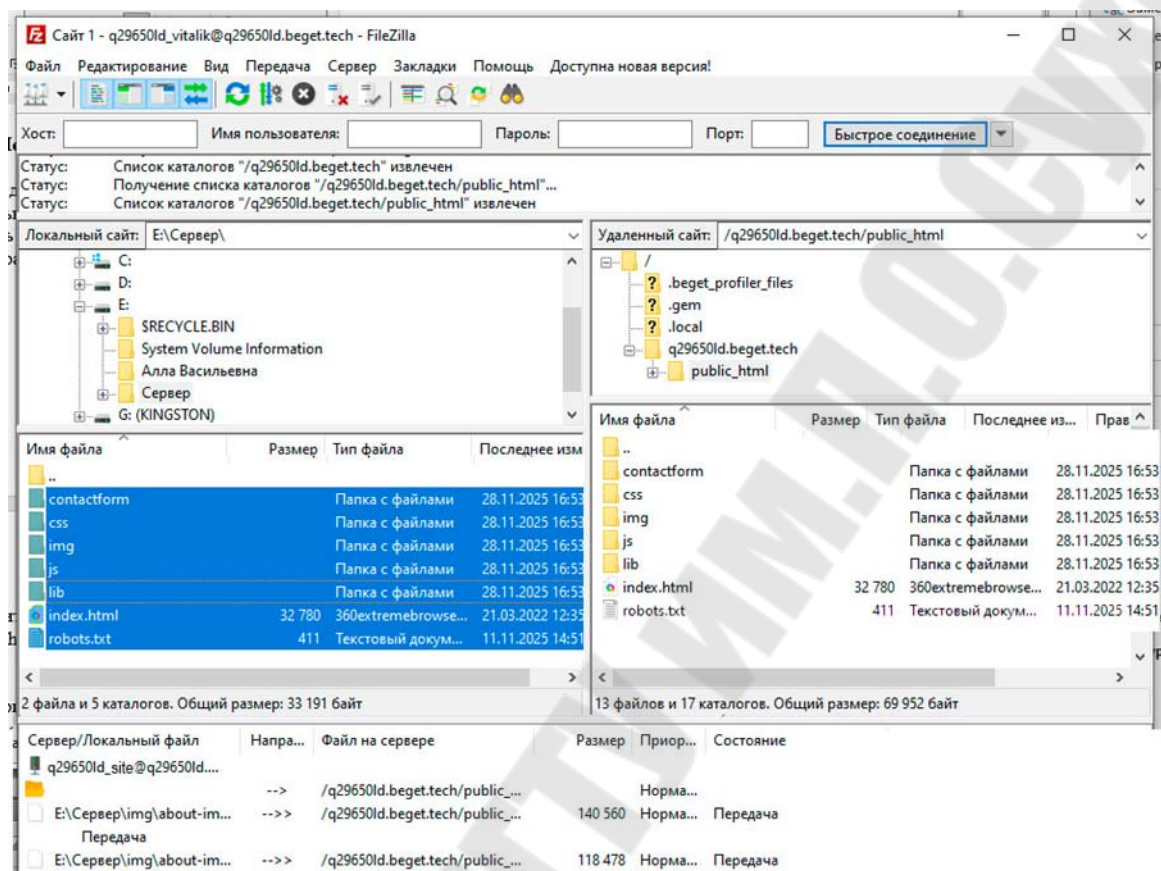 Сайт 1 - q29650ld_vitalik@q29650ld.beget.tech - FileZilla
Файл Редактирование Вид Передача Сервер Закладки Помощь Доступна новая версия!
Хост: Имя пользователя: Пароль: Порт: Быстрое соединение
Статус: Список каталогов "/q29650ld.beget.tech" извлечен
Статус: Получение списка каталогов "/q29650ld.beget.tech/public_html"...
Статус: Список каталогов "/q29650ld.beget.tech/public_html" извлечен
Локальный сайт: E:\Сервер\
C:
D:
E:
$RECYCLE.BIN
System Volume Information
Алла Васильевна
Сервер
G: (KINGSTON)
Имя файла Размер Тип файла Последнее изм
..
contactform Папка с файлами 28.11.2025 16:53
css Папка с файлами 28.11.2025 16:53
img Папка с файлами 28.11.2025 16:53
js Папка с файлами 28.11.2025 16:53
lib Папка с файлами 28.11.2025 16:53
index.html 32 780 360extremebrowse... 21.03.2022 12:35
robots.txt 411 Текстовый докум... 11.11.2025 14:51
2 файла и 5 каталогов. Общий размер: 33 191 байт
Удаленный сайт: /q29650ld.beget.tech/public_html
/
.beget_profiler_files
.gem
.local
q29650ld.beget.tech
public_html
Имя файла Размер Тип файла Последнее из... Прав
..
contactform Папка с файлами 28.11.2025 16:53
css Папка с файлами 28.11.2025 16:53
img Папка с файлами 28.11.2025 16:53
js Папка с файлами 28.11.2025 16:53
lib Папка с файлами 28.11.2025 16:53
index.html 32 780 360extremebrowse... 21.03.2022 12:35
robots.txt 411 Текстовый докум... 11.11.2025 14:51
13 файлов и 17 каталогов. Общий размер: 69 952 байт
Сервер/Локальный файл Напра... Файл на сервере Размер Приор... Состояние
q29650ld_site@q29650ld....
--> /q29650ld.beget.tech/public_... Норма...
E:\Сервер\img\about-im... -->> /q29650ld.beget.tech/public_... 140 560 Норма... Передача
Передача
E:\Сервер\img\about-im... -->> /q29650ld.beget.tech/public_... 118 478 Норма... Передача